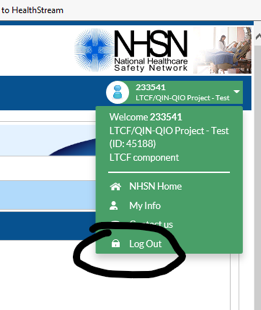 to HealthStream
NHSN
National Healthcare
Safety Network
233541
LTCF/QIN-QIO Project - Test
Welcome 233541
LTCF/QIN-QIO Project - Test
(ID: 45188)
LTCF component
NHSN Home
My Info
Contact us
Log Out